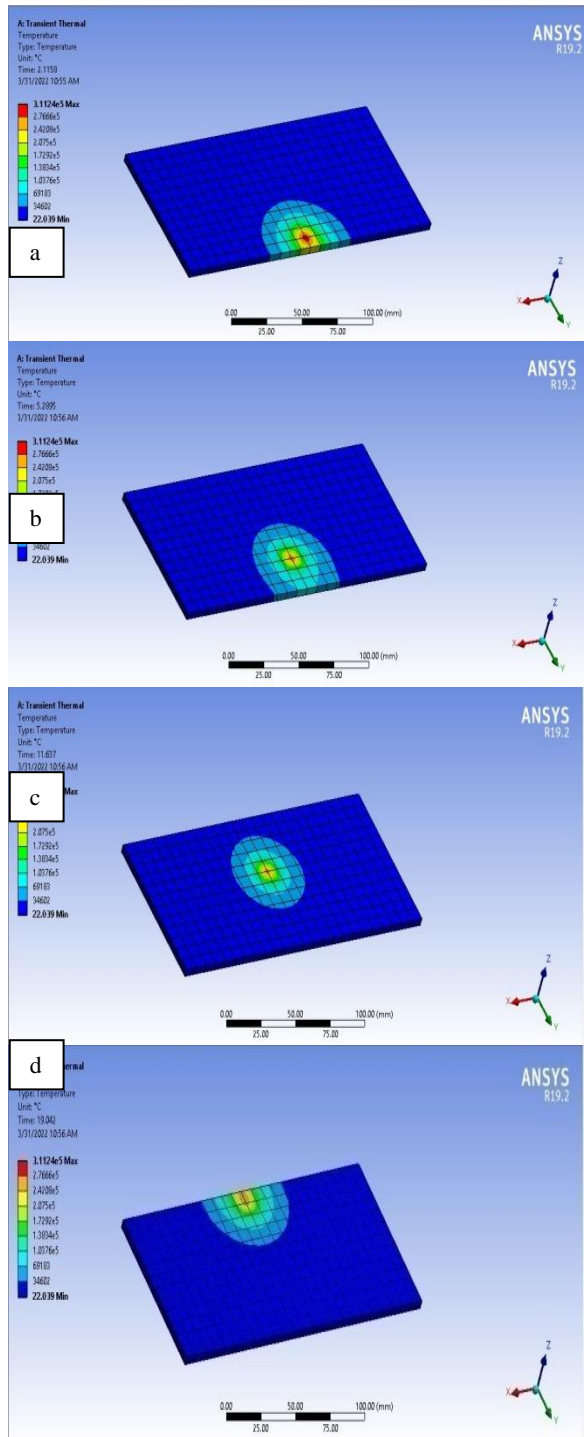 A: Transient Thermal
Temperature
Type: Temperature
Unit: °C
Time: 2.1158
3/31/2022 10:55 AM
ANSYS
R19.2
3.1124e5 Max
2.7666e5
2.4208e5
2.075e5
1.7292e5
1.3834e5
1.0376e5
69183
34602
22.039 Min
a
0.00 50.00 100.00 (mm)
25.00 75.00
X Y Z
A: Transient Thermal
Temperature
Type: Temperature
Unit: °C
Time: 5.2895
3/31/2022 10:56 AM
ANSYS
R19.2
3.1124e5 Max
2.7666e5
2.4208e5
2.075e5
b
34602
22.039 Min
0.00 50.00 100.00 (mm)
25.00 75.00
X Y Z
A: Transient Thermal
Temperature
Type: Temperature
Unit: °C
Time: 11.637
3/31/2022 10:56 AM
ANSYS
R19.2
Max
c
2.075e5
1.7292e5
1.3834e5
1.0376e5
69183
34602
22.039 Min
0.00 50.00 100.00 (mm)
25.00 75.00
X Y Z
d
Type: Temperature
Unit: °C
Time: 19.042
3/31/2022 10:56 AM
ANSYS
R19.2
3.1124e5 Max
2.7666e5
2.4208e5
2.075e5
1.7292e5
1.3834e5
1.0376e5
69183
34602
22.039 Min
0.00 50.00 100.00 (mm)
25.00 75.00
X Y Z